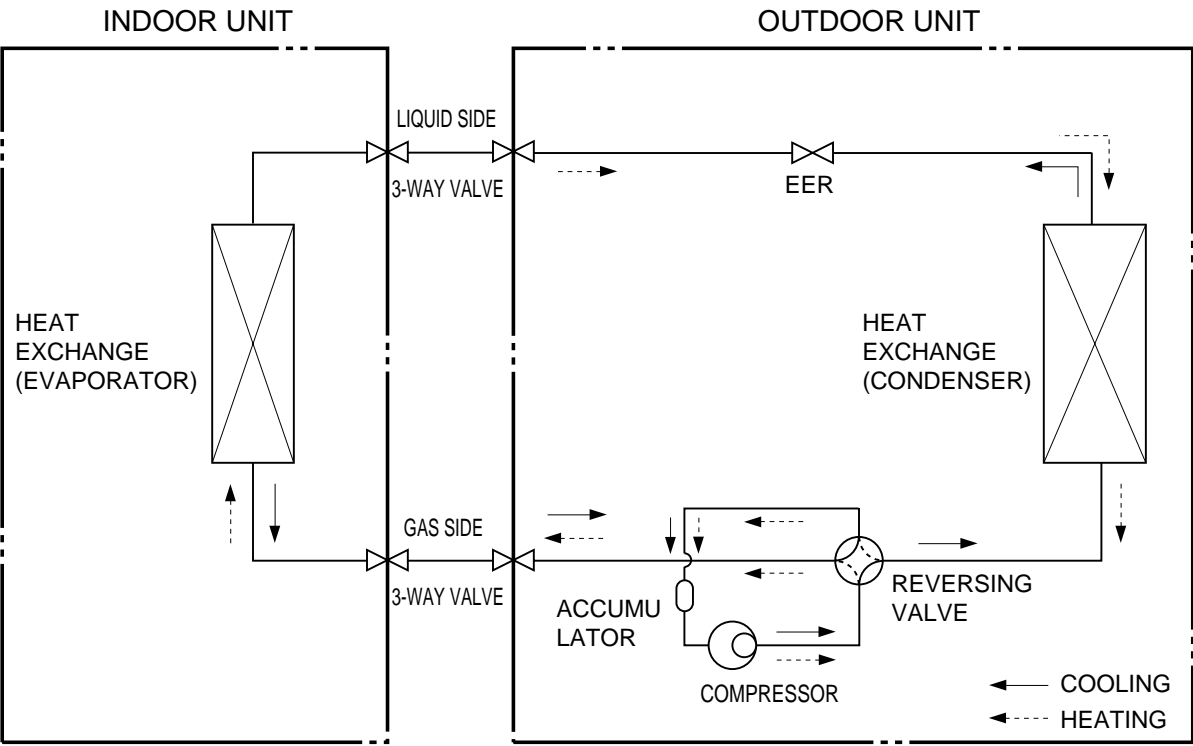 INDOOR UNIT
OUTDOOR UNIT
LIQUID SIDE
3-WAY VALVE
EER
HEAT
EXCHANGE
(EVAPORATOR)
HEAT
EXCHANGE
(CONDENSER)
GAS SIDE
3-WAY VALVE
ACCUMU
LATOR
REVERSING
VALVE
COMPRESSOR
COOLING
HEATING